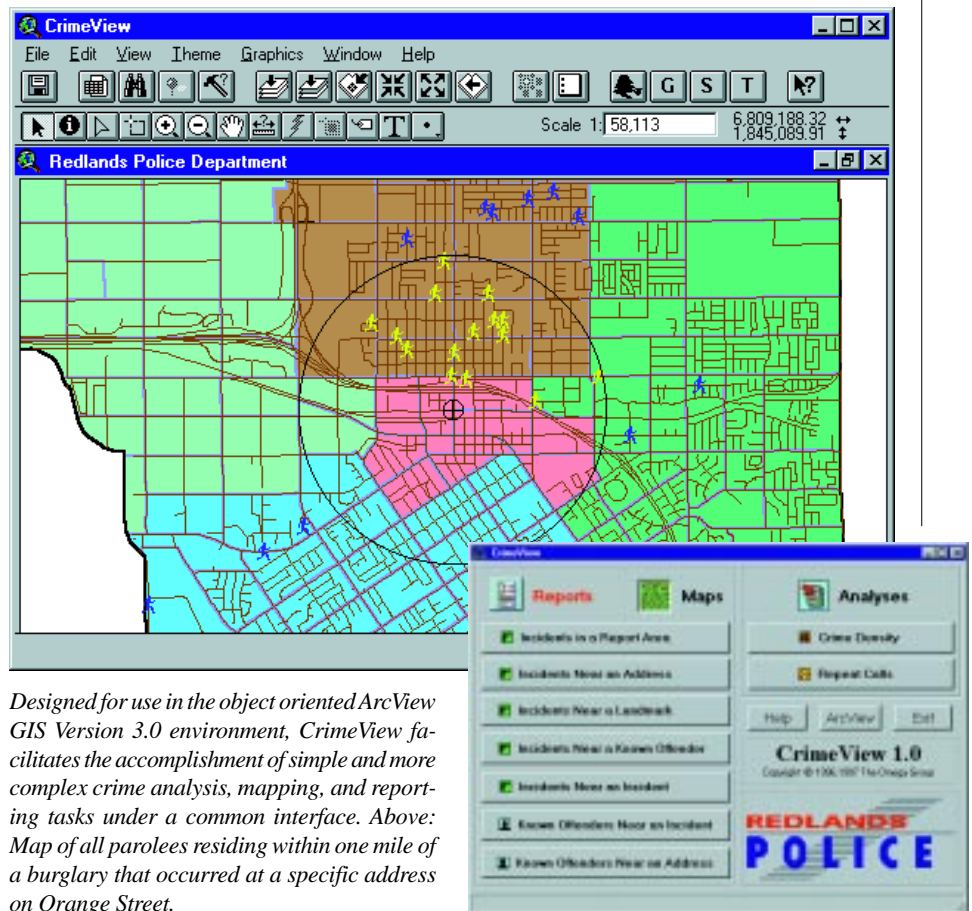 CrimeView
File Edit View Theme Graphics Window Help
G S T
T
Scale 1: 58,113
6,809,188.32
1,845,089.91
Redlands Police Department
CrimeView
Reports Maps Analyses
Incidents in a Report Area
Crime Density
Incidents Near an Address
Repeat Calls
Incidents Near a Landmark
Help ArcView Exit
Incidents Near a Known Offender
CrimeView 1.0
Copyright © 1996, 1997 The Omega Group
Incidents Near an Incident
Known Offenders Near an Incident
Known Offenders Near an Address
REDLANDS
POLICE
Designed for use in the object oriented ArcView
GIS Version 3.0 environment, CrimeView fa-
cilitates the accomplishment of simple and more
complex crime analysis, mapping, and report-
ing tasks under a common interface. Above:
Map of all parolees residing within one mile of
a burglary that occurred at a specific address
on Orange Street.